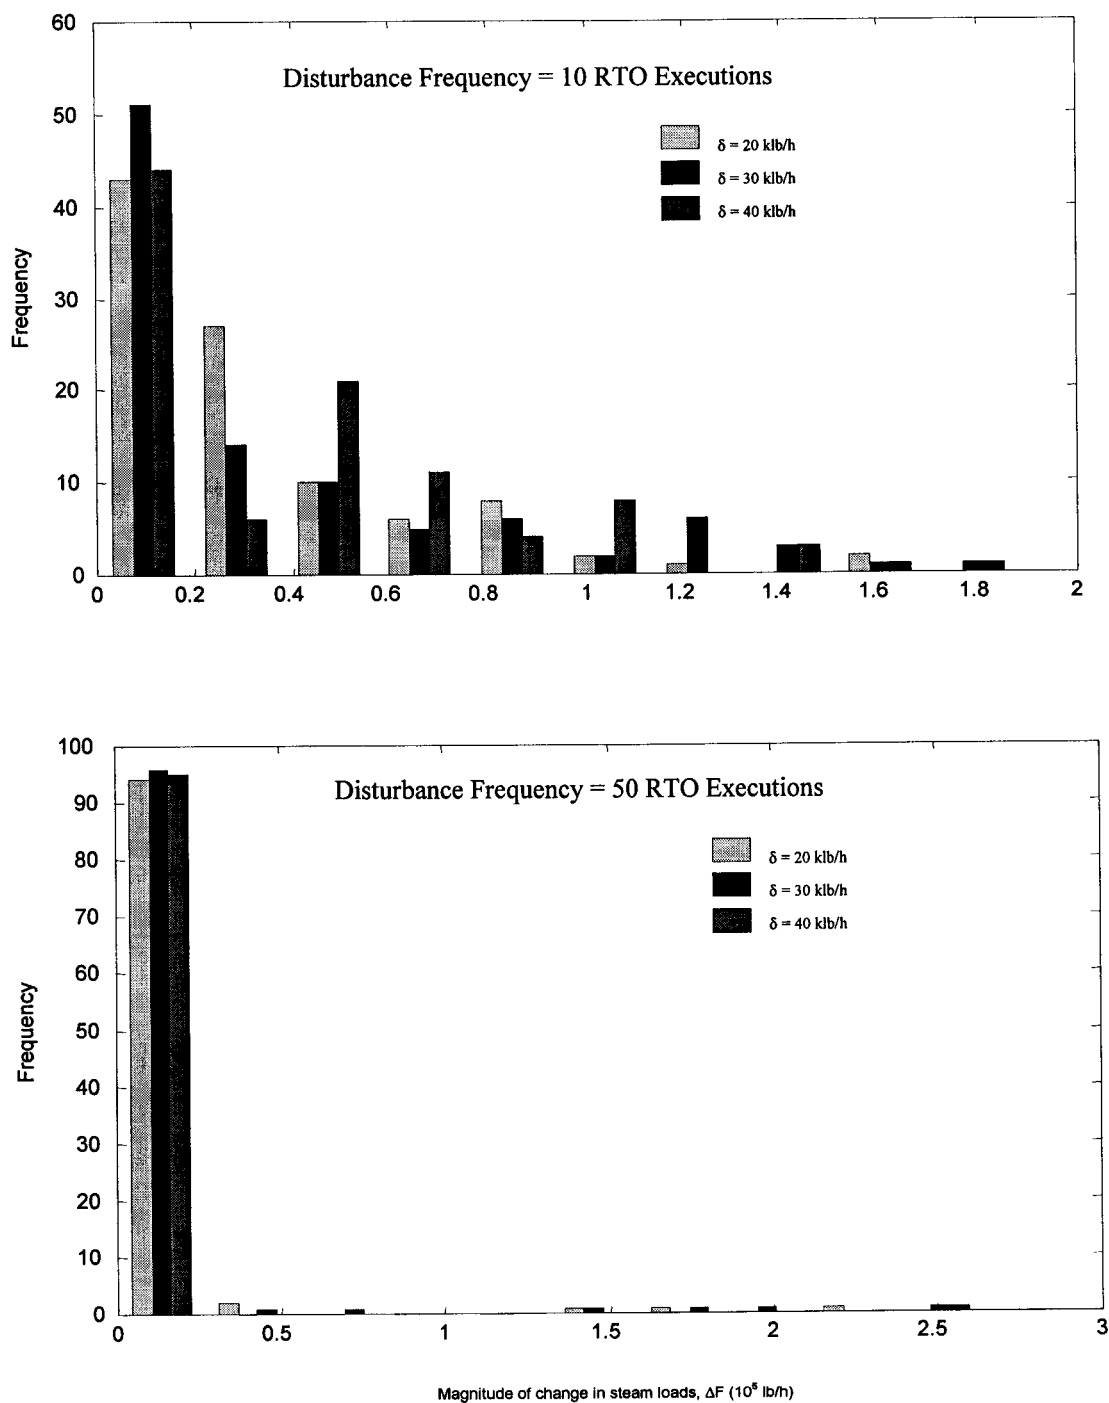 60
Disturbance Frequency = 10 RTO Executions
50
δ = 20 klb/h
δ = 30 klb/h
δ = 40 klb/h
40
Frequency
30
20
10
0
0 0.2 0.4 0.6 0.8 1 1.2 1.4 1.6 1.8 2
100
Disturbance Frequency = 50 RTO Executions
90
δ = 20 klb/h
80
δ = 30 klb/h
δ = 40 klb/h
70
60
Frequency
50
40
30
20
10
0
0 0.5 1 1.5 2 2.5 3
Magnitude of change in steam loads, ΔF (10⁵ lb/h)